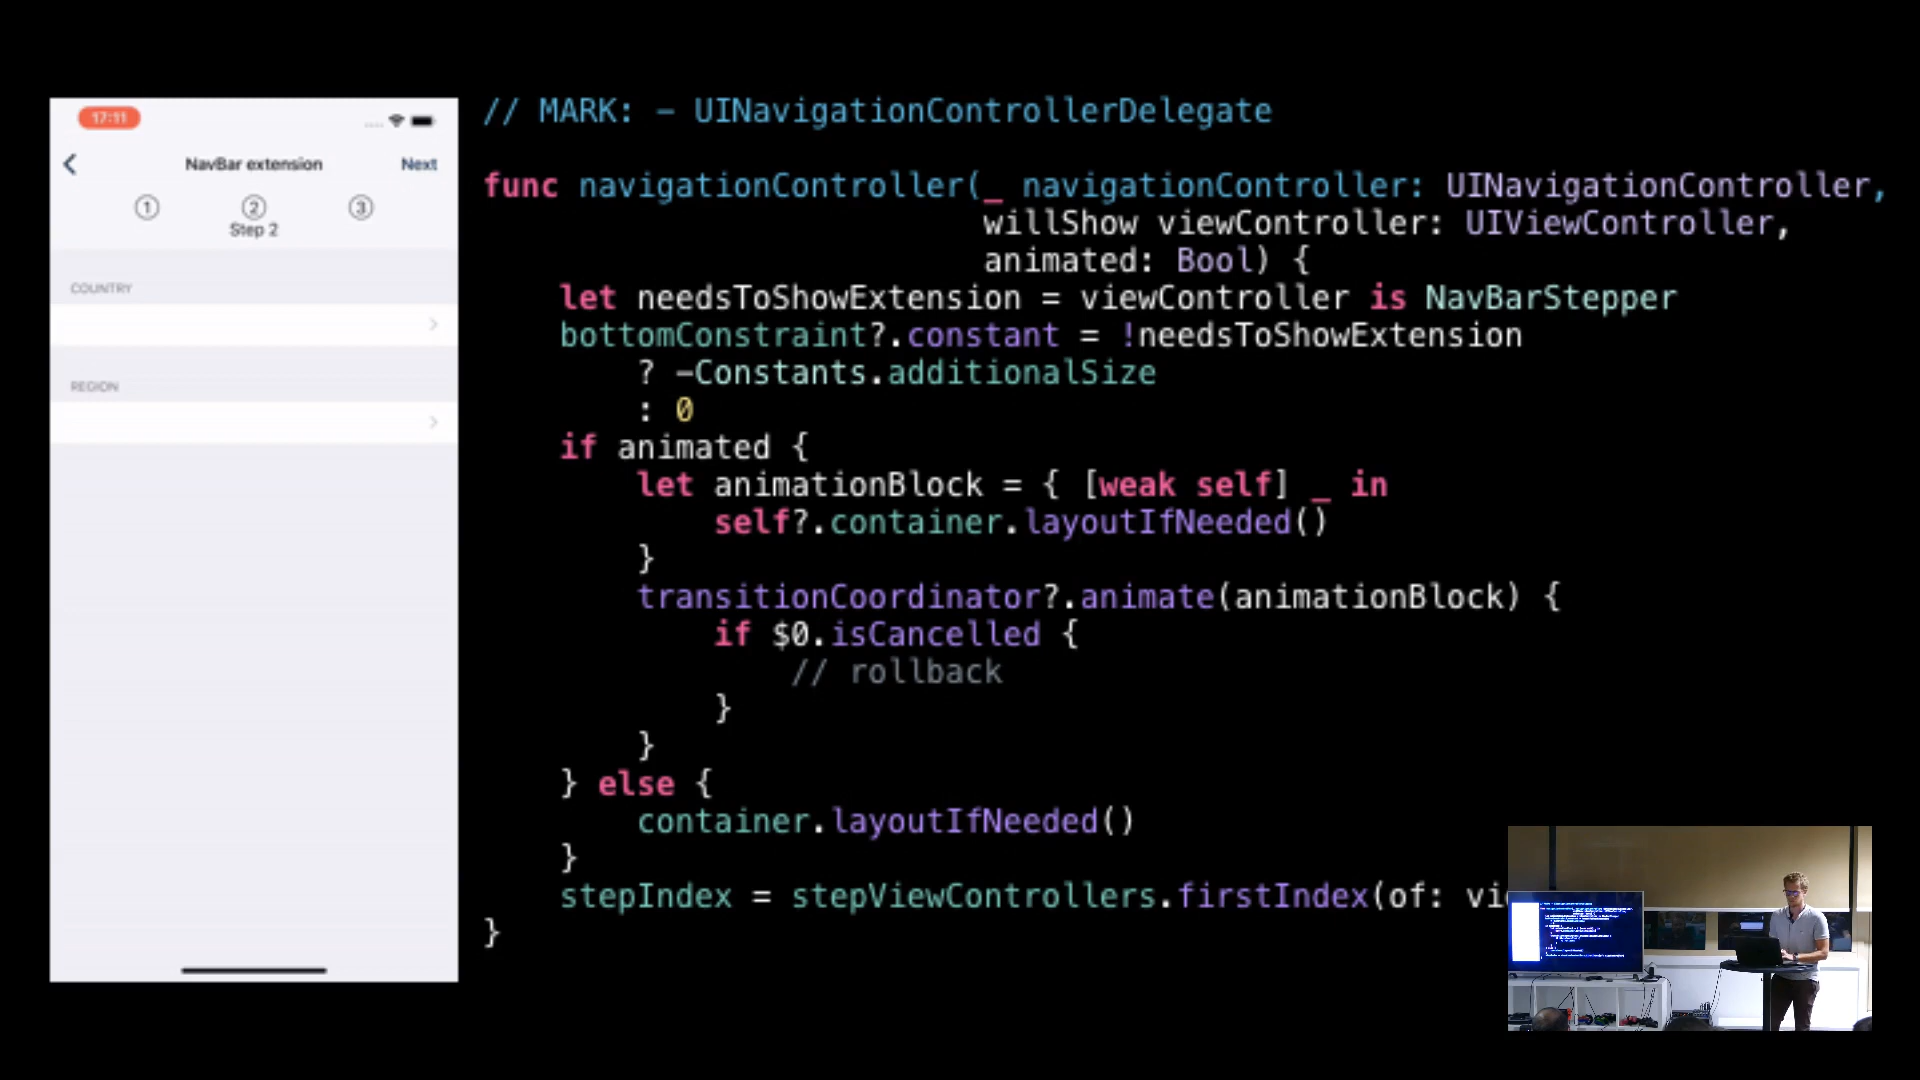 17:11
NavBar extension
Next
1
2
3
Step 2
COUNTRY
REGION
// MARK: - UINavigationControllerDelegate
func navigationController(_ navigationController: UINavigationController,
willShow viewController: UIViewController,
animated: Bool) {
let needsToShowExtension = viewController is NavBarStepper
bottomConstraint?.constant = !needsToShowExtension
? -Constants.additionalSize
: 0
if animated {
let animationBlock = { [weak self] _ in
self?.container.layoutIfNeeded()
}
transitionCoordinator?.animate(animationBlock) {
if $0.isCancelled {
// rollback
}
}
} else {
container.layoutIfNeeded()
}
stepIndex = stepViewControllers.firstIndex(of: vi
}